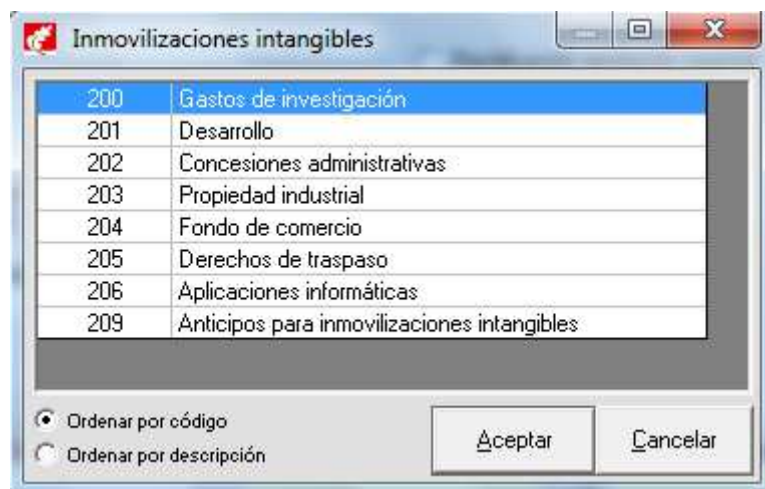 Inmovilizaciones intangibles
200 Gastos de investigación
201 Desarrollo
202 Concesiones administrativas
203 Propiedad industrial
204 Fondo de comercio
205 Derechos de traspaso
206 Aplicaciones informáticas
209 Anticipos para inmovilizaciones intangibles
Ordenar por código
Ordenar por descripción
Aceptar Cancelar